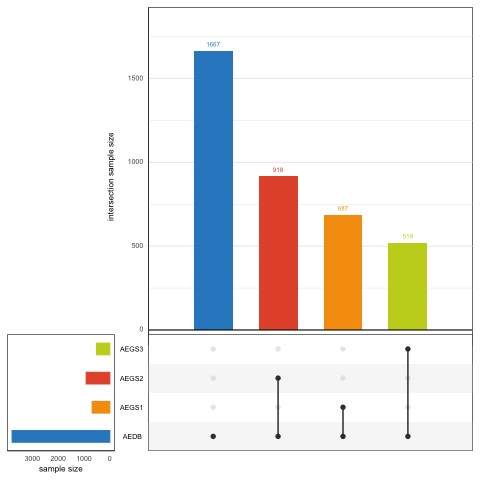 1667
1500
918
1000
687
519
500
0
intersection sample size
AEGS3
AEGS2
AEGS1
AEDB
3000 2000 1000 0
sample size